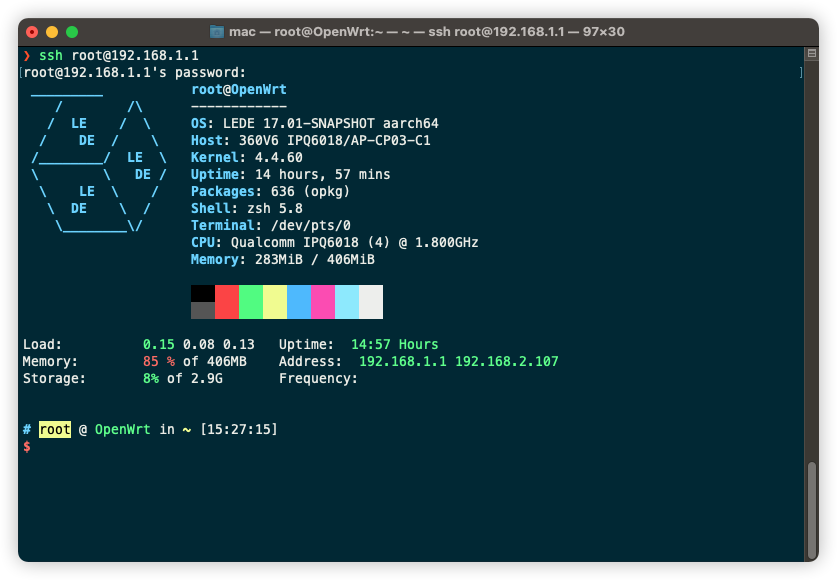 mac — root@OpenWrt:~ — ~ — ssh root@192.168.1.1 — 97×30
❯ ssh root@192.168.1.1
[root@192.168.1.1's password: ]
 _________              root@OpenWrt
    /        /\         ------------
   /  LE    /  \        OS: LEDE 17.01-SNAPSHOT aarch64
  /    DE  /    \       Host: 360V6 IPQ6018/AP-CP03-C1
 /________/  LE  \      Kernel: 4.4.60
 \        \   DE /      Uptime: 14 hours, 57 mins
  \    LE  \    /       Packages: 636 (opkg)
   \  DE    \  /        Shell: zsh 5.8
    \________\/         Terminal: /dev/pts/0
                        CPU: Qualcomm IPQ6018 (4) @ 1.800GHz
                        Memory: 283MiB / 406MiB
Load:          0.15 0.08 0.13   Uptime:  14:57 Hours
Memory:        85 % of 406MB    Address:  192.168.1.1 192.168.2.107
Storage:       8% of 2.9G       Frequency:
# root @ OpenWrt in ~ [15:27:15]
$